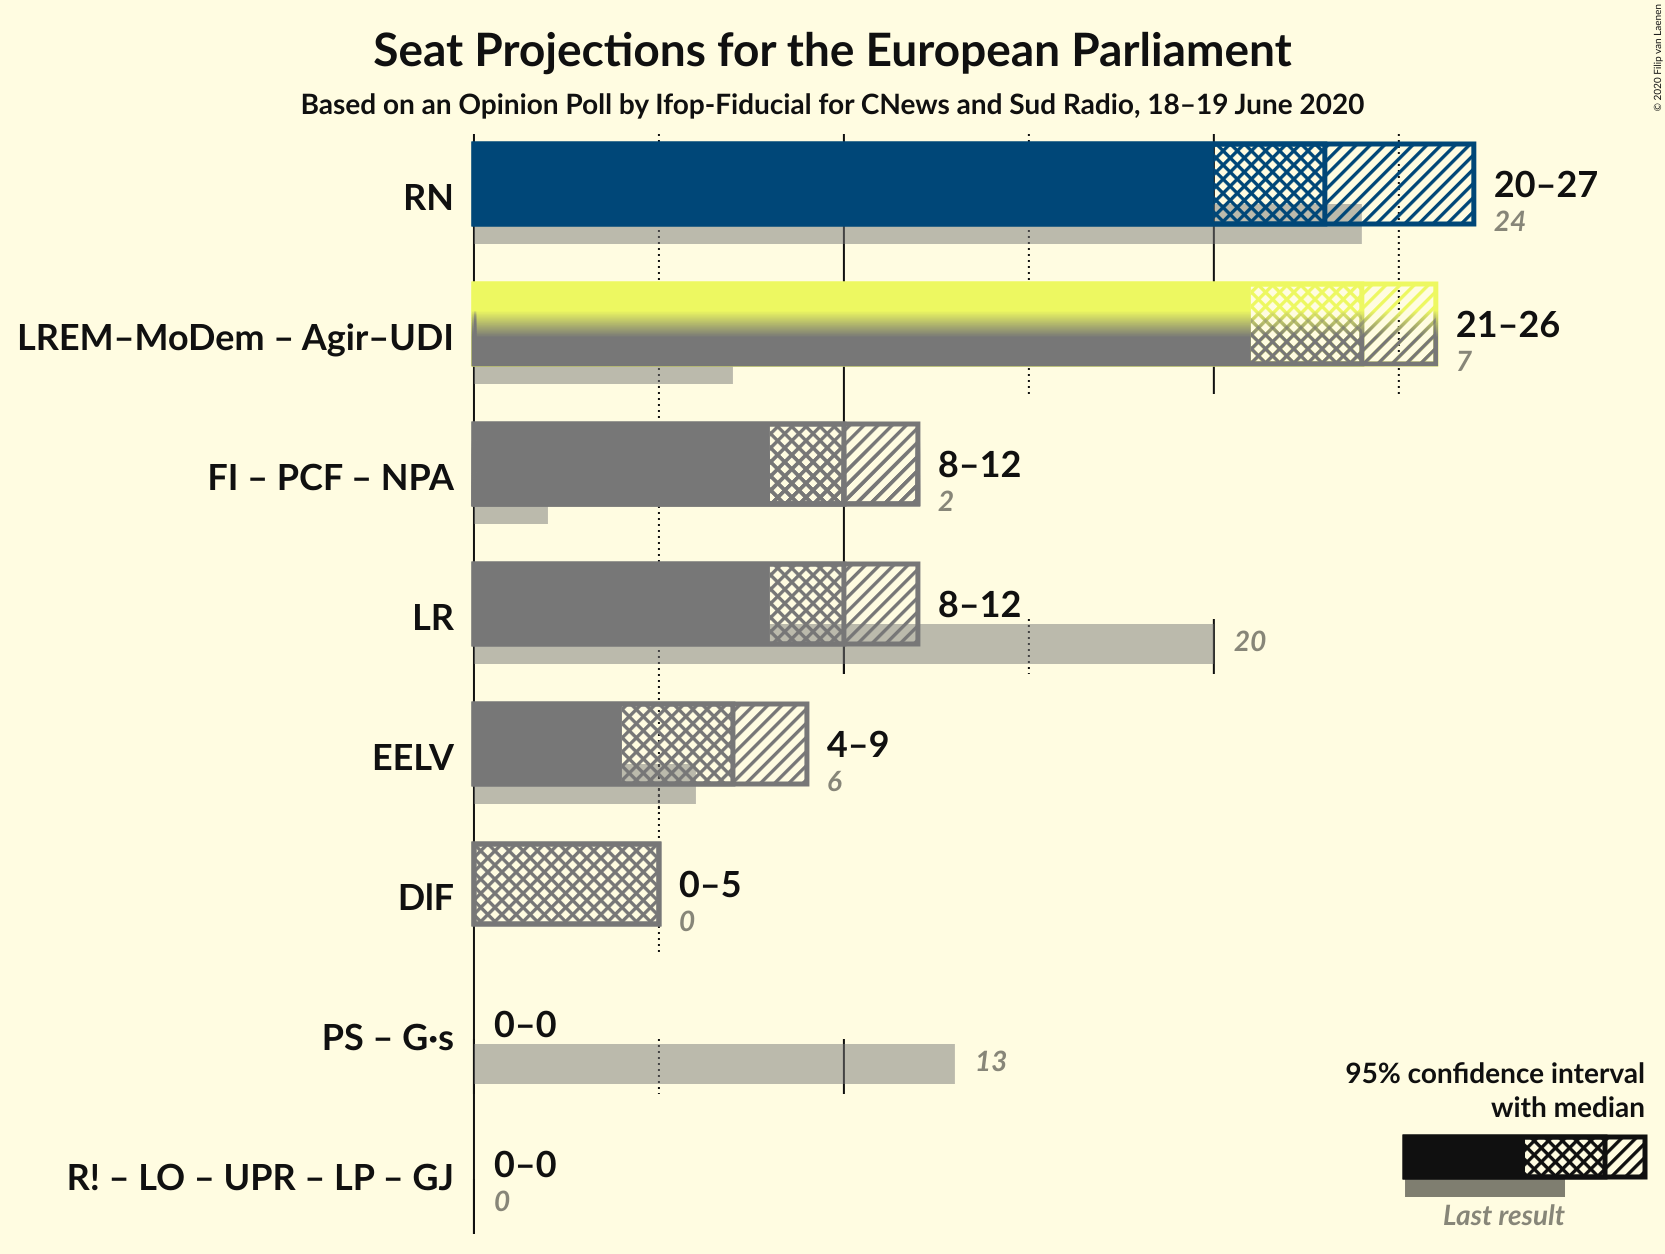 Seat Projections for the European Parliament
Based on an Opinion Poll by Ifop-Fiducial for CNews and Sud Radio, 18–19 June 2020
© 2020 Filip van Laenen
RN
20–27
24
LREM–MoDem – Agir–UDI
21–26
7
FI – PCF – NPA
8–12
2
LR
8–12
20
EELV
4–9
6
DlF
0–5
0
PS – G·s
0–0
13
R! – LO – UPR – LP – GJ
0–0
0
95% confidence interval
with median
Last result